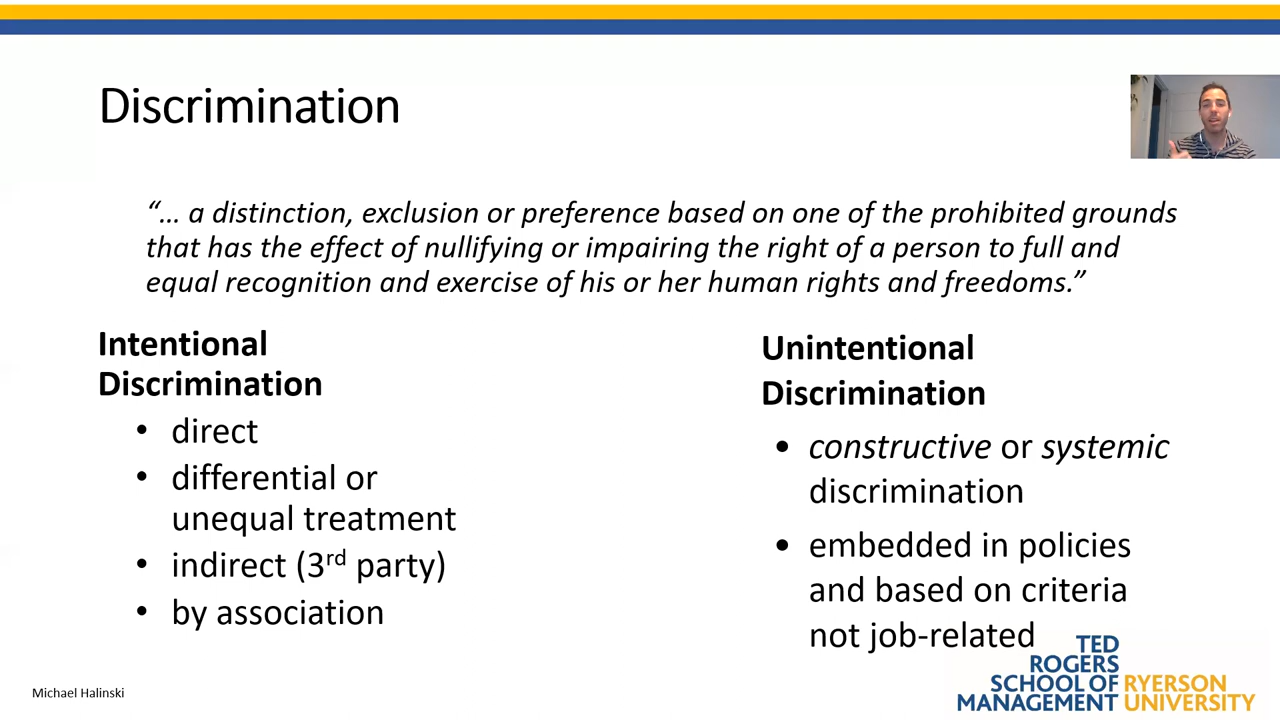 Discrimination
“… a distinction, exclusion or preference based on one of the prohibited grounds
that has the effect of nullifying or impairing the right of a person to full and
equal recognition and exercise of his or her human rights and freedoms.”
Intentional
Discrimination
• direct
• differential or
unequal treatment
• indirect (3rd party)
• by association
Unintentional
Discrimination
• constructive or systemic
discrimination
• embedded in policies
and based on criteria
not job-related
Michael Halinski
TED
ROGERS
SCHOOL OF RYERSON
MANAGEMENT UNIVERSITY